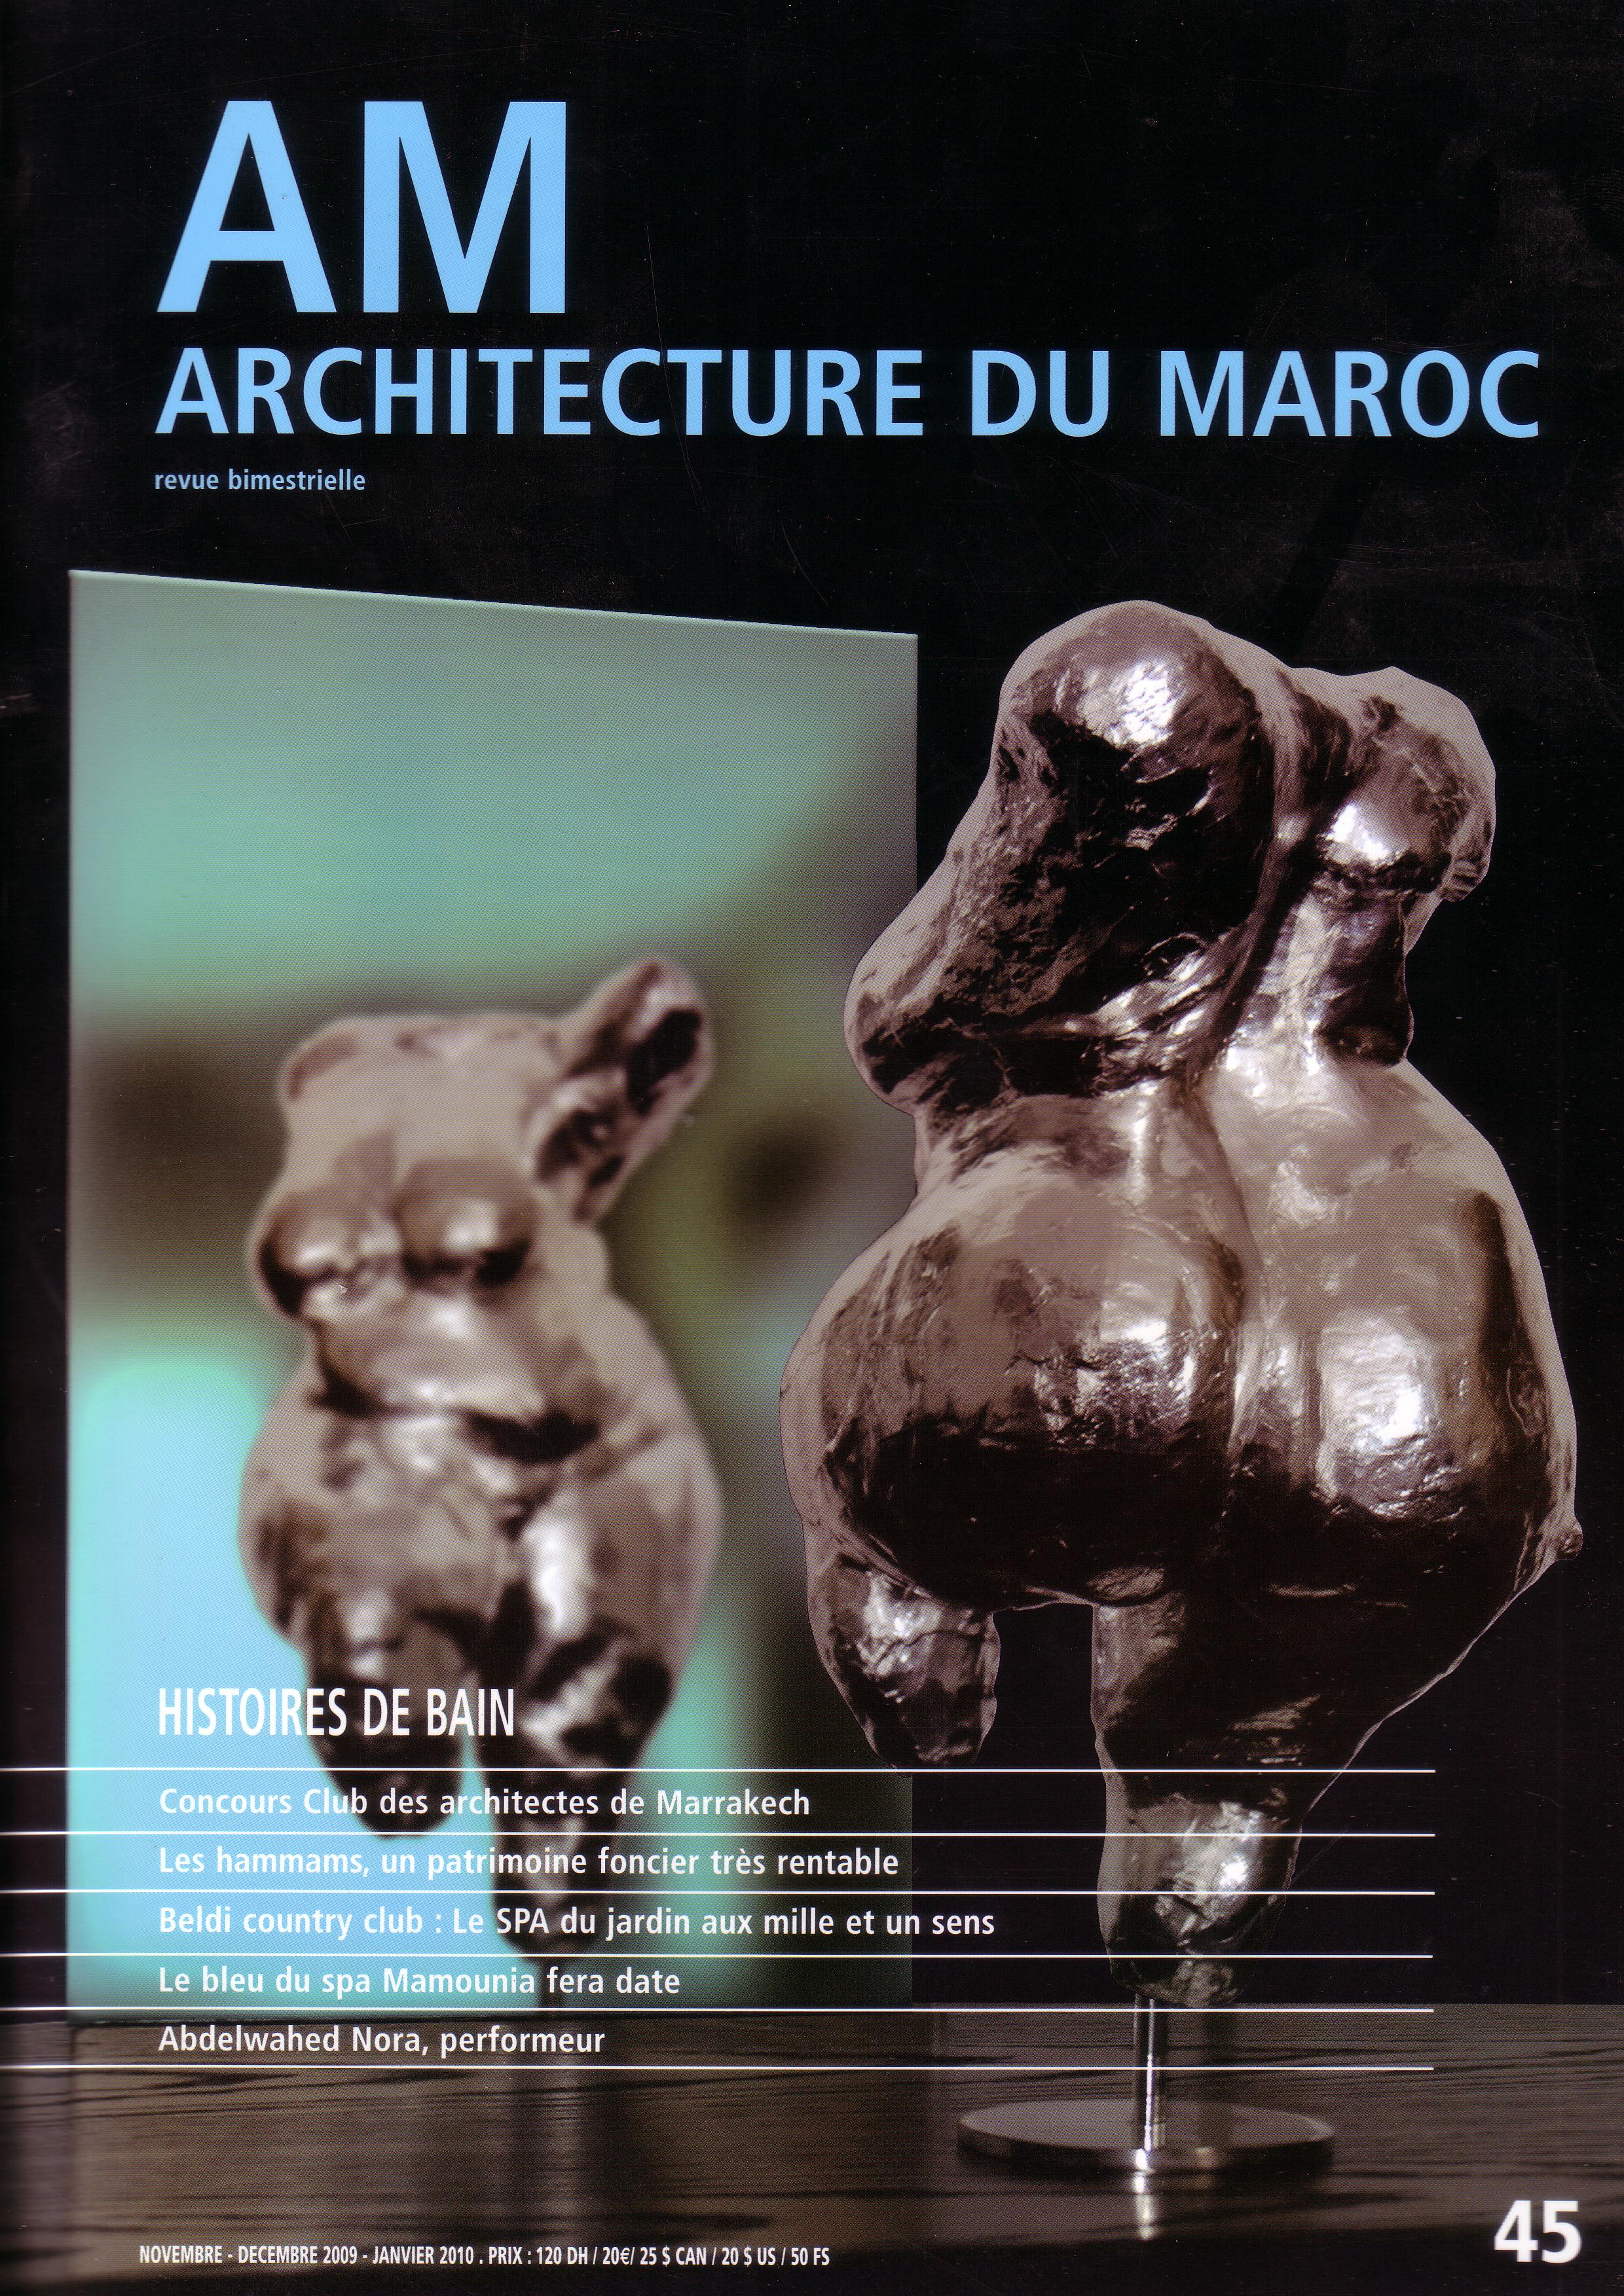 AM
ARCHITECTURE DU MAROC
revue bimestrielle
HISTOIRES DE BAIN
Concours Club des architectes de Marrakech
Les hammams, un patrimoine foncier très rentable
Beldi country club : Le SPA du jardin aux mille et un sens
Le bleu du spa Mamounia fera date
Abdelwahed Nora, performeur
NOVEMBRE - DECEMBRE 2009 - JANVIER 2010 . PRIX : 120 DH / 20€/ 25 $ CAN / 20 $ US / 50 FS
45